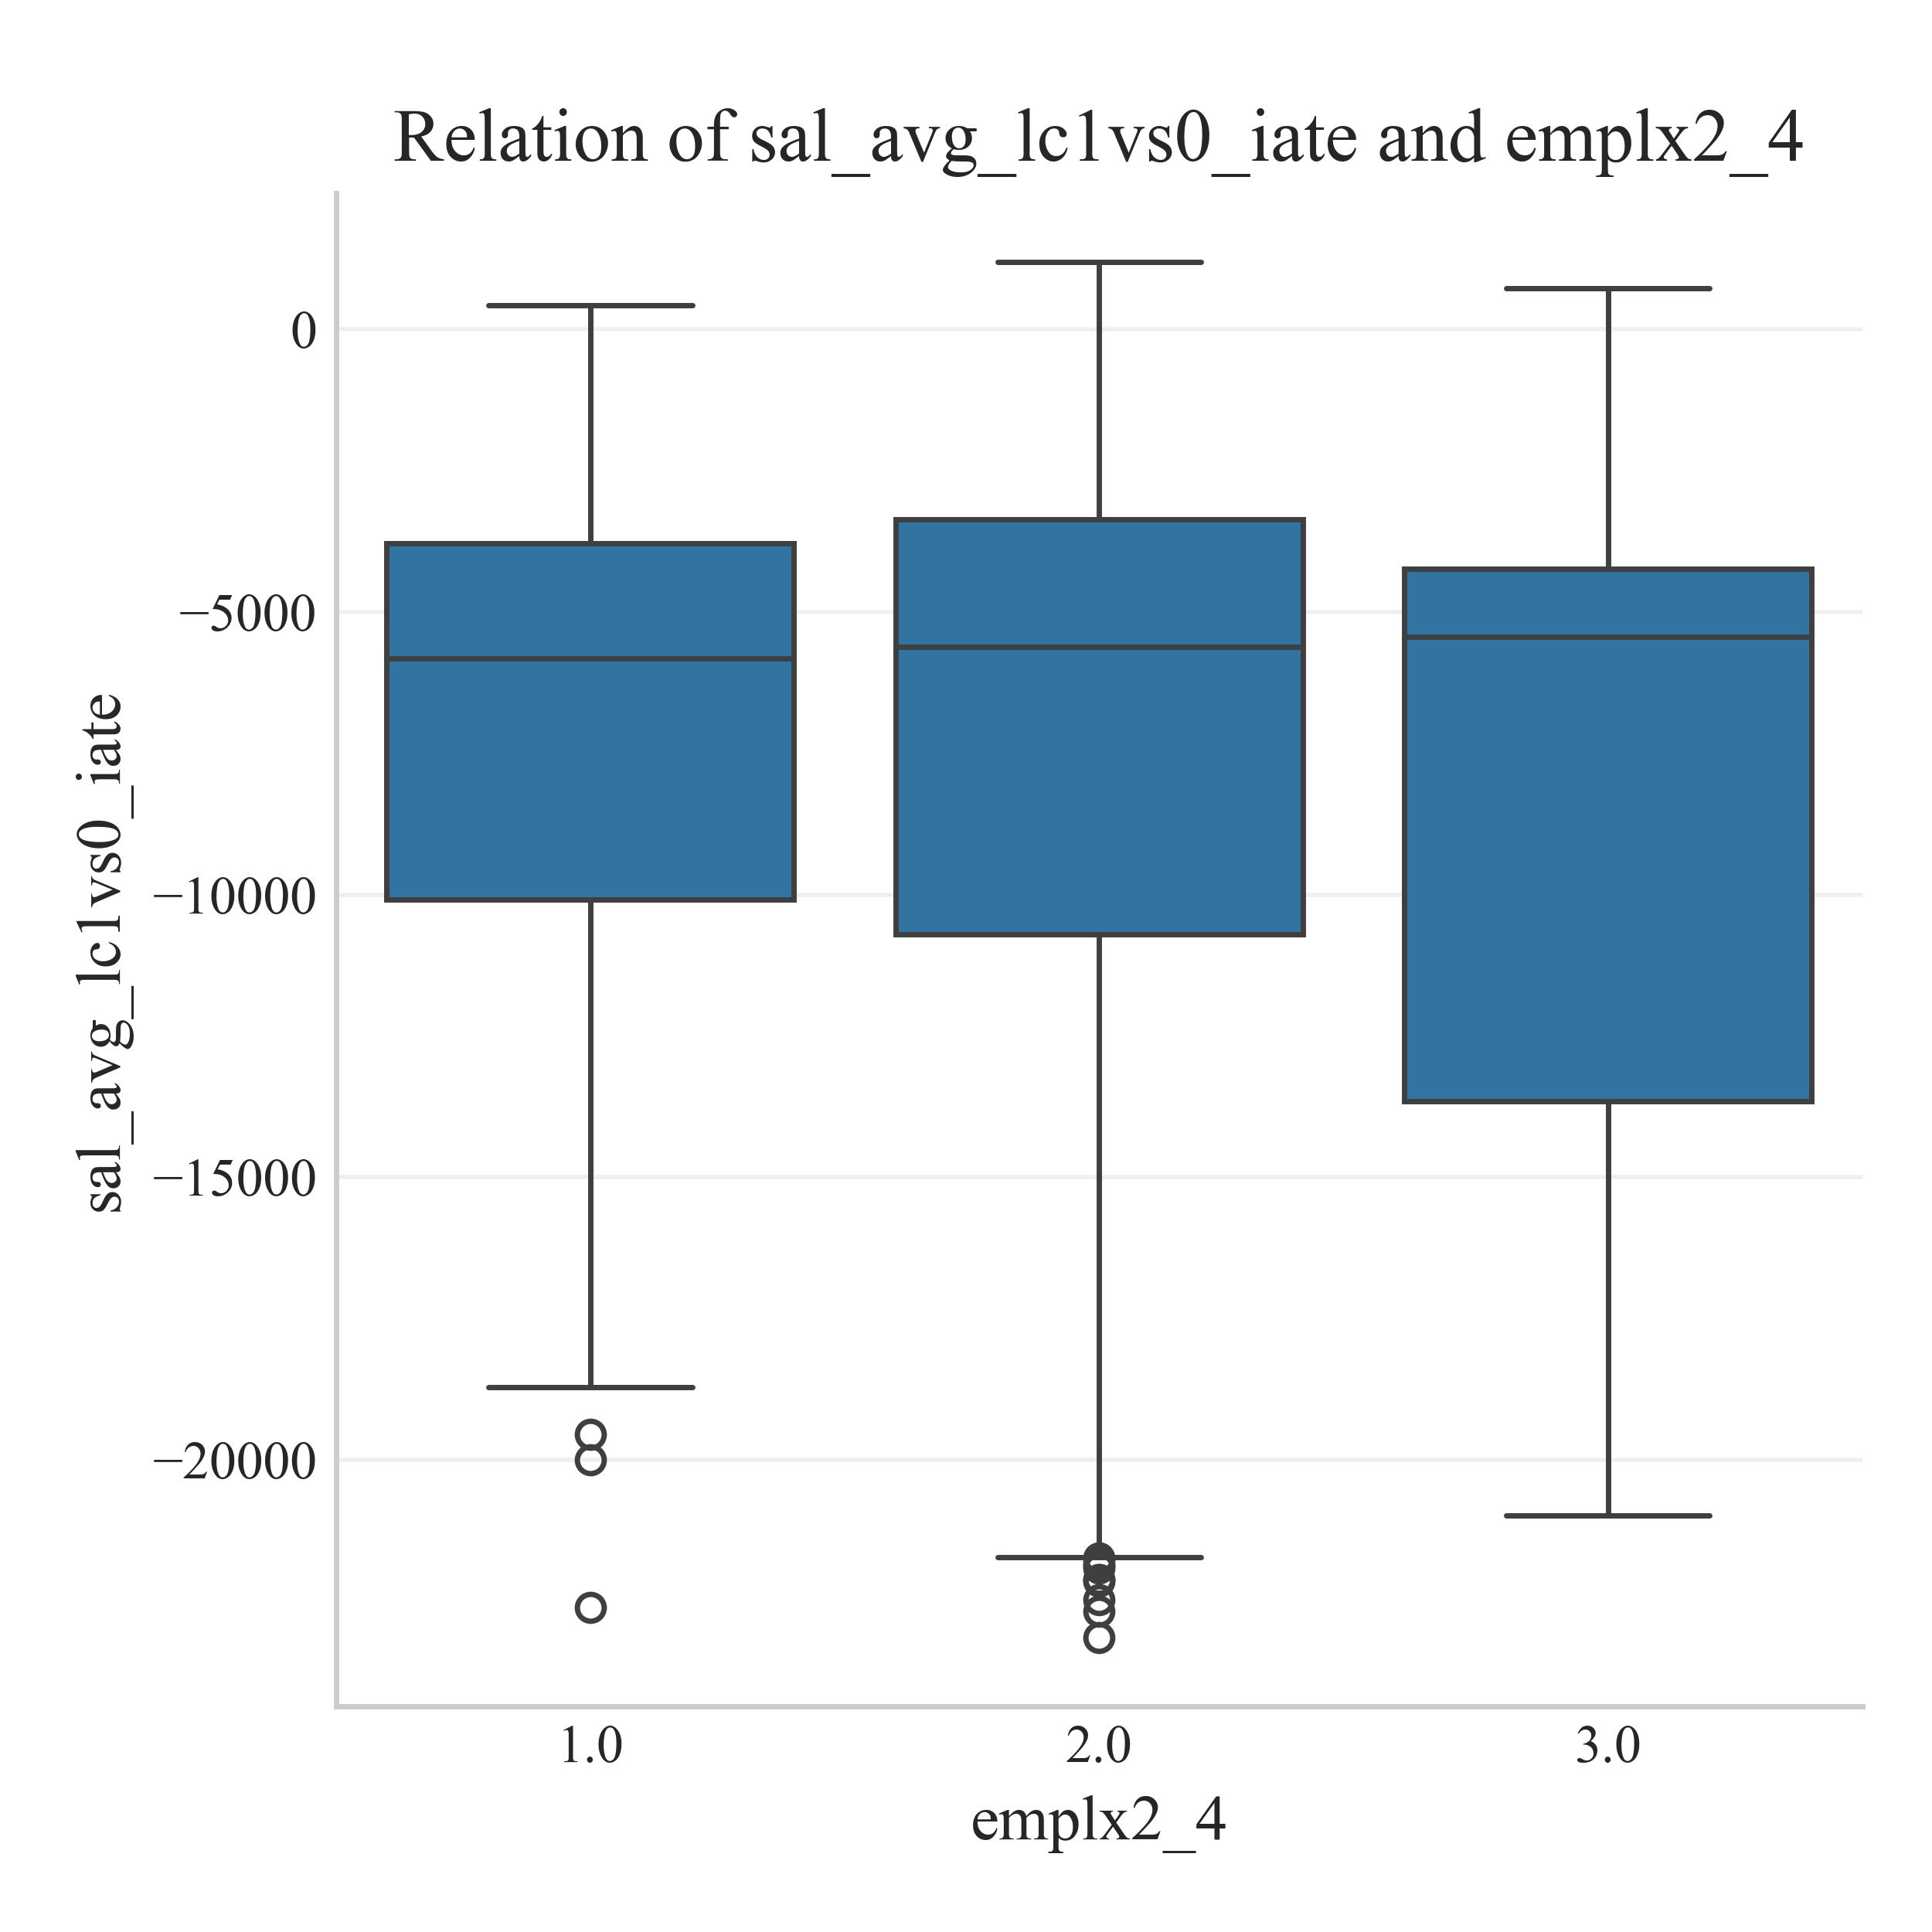 Relation of sal_avg_lc1vs0_iate and emplx2_4
sal_avg_lc1vs0_iate
0
−5000
−10000
−15000
−20000
1.0 2.0 3.0
emplx2_4